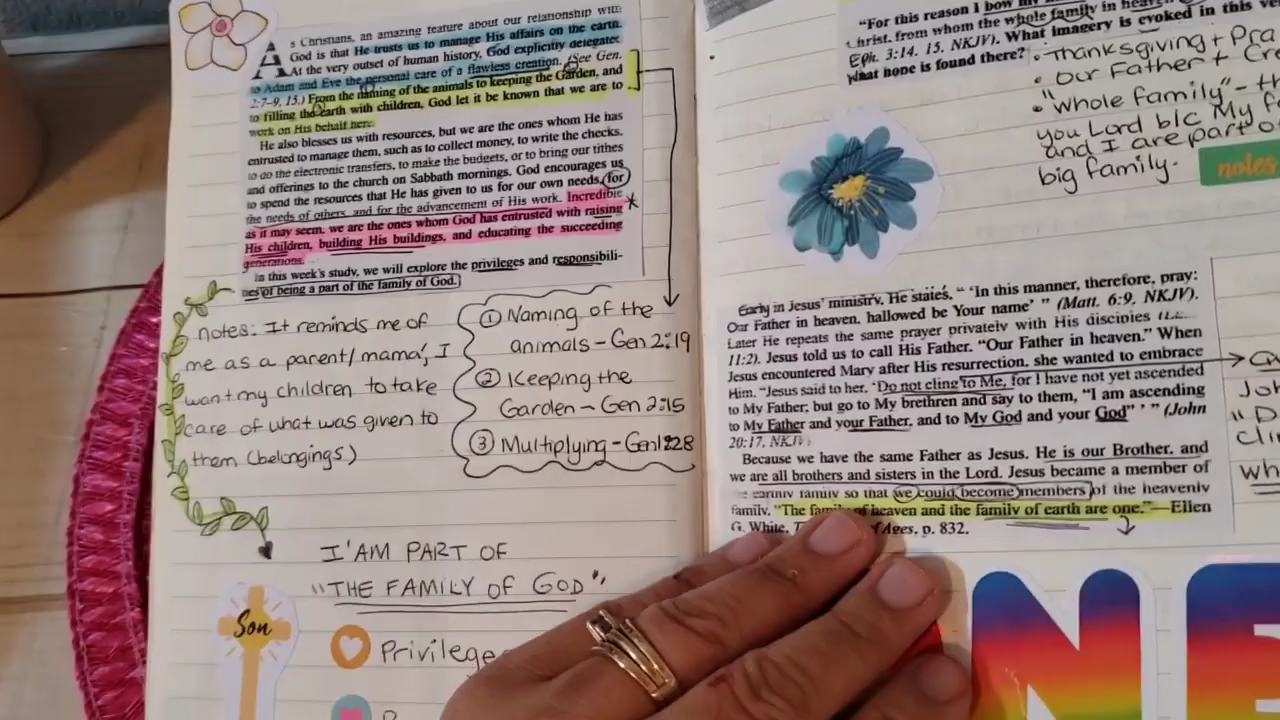 As Christians, an amazing feature about our relationship with
God is that He trusts us to manage His affairs on the earth.
At the very outset of human history, God explicitly delegates
to Adam and Eve the personal care of a flawless creation. (See Gen.
2:7–9, 15.) From the naming of the animals to keeping the Garden, and
to filling the earth with children, God let it be known that we are to
work on His behalf here.
He also blesses us with resources, but we are the ones whom He has
entrusted to manage them, such as to collect money, to write the checks,
to do the electronic transfers, to make the budgets, or to bring our tithes
and offerings to the church on Sabbath mornings. God encourages us
to spend the resources that He has given to us for our own needs, for
the needs of others, and for the advancement of His work. Incredible
as it may seem, we are the ones whom God has entrusted with raising
His children, building His buildings, and educating the succeeding
generations.
In this week's study, we will explore the privileges and responsibili-
ties of being a part of the family of God.
notes: It reminds me of
me as a parent/mama, I
want my children to take
care of what was given to
them (belongings)
① Naming of the
animals - Gen 2:19
② Keeping the
Garden - Gen 2:15
③ Multiplying - Gen 1:28
I'AM PART OF
"THE FAMILY OF GOD"
Son
Privilege
"For this reason I bow my
Christ, from whom the whole family in heaven
Eph. 3:14, 15, NKJV). What imagery is evoked in this ve
What hope is found there?
• Thanksgiving + Pra
• "Our Father + Cr
• "Whole family" - th
you Lord blc My f
and I are part o
big family.
notes
Early in Jesus' ministry, He states, " 'In this manner, therefore, pray:
Our Father in heaven, hallowed be Your name' " (Matt. 6:9, NKJV).
Later He repeats the same prayer privately with His disciples
11:2). Jesus told us to call His Father, "Our Father in heaven." When
Jesus encountered Mary after His resurrection, she wanted to embrace
Him. "Jesus said to her, 'Do not cling to Me, for I have not yet ascended
to My Father; but go to My brethren and say to them, "I am ascending
to My Father and your Father, and to My God and your God" ' " (John
20:17, NKJV)
Because we have the same Father as Jesus, He is our Brother, and
we are all brothers and sisters in the Lord. Jesus became a member of
the earthly family so that we could become members of the heavenly
family. "The family of heaven and the family of earth are one."—Ellen
G. White, Ages, p. 832.
Joh
"D
cli
wh
NE